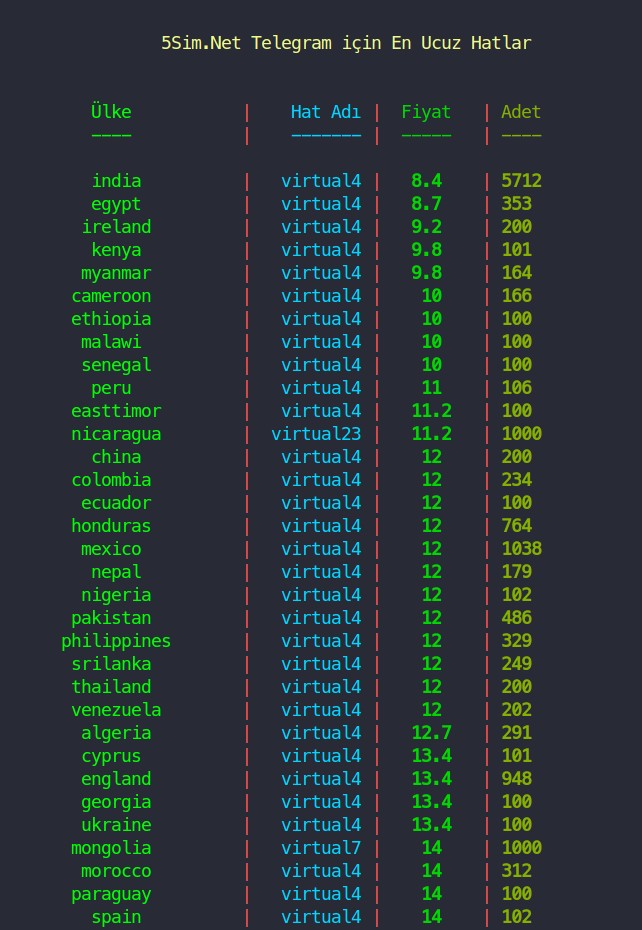 5Sim.Net Telegram için En Ucuz Hatlar
Ülke | Hat Adı | Fiyat | Adet
———— | ——————— | ————— | ————
india | virtual4 | 8.4 | 5712
egypt | virtual4 | 8.7 | 353
ireland | virtual4 | 9.2 | 200
kenya | virtual4 | 9.8 | 101
myanmar | virtual4 | 9.8 | 164
cameroon | virtual4 | 10 | 166
ethiopia | virtual4 | 10 | 100
malawi | virtual4 | 10 | 100
senegal | virtual4 | 10 | 100
peru | virtual4 | 11 | 106
easttimor | virtual4 | 11.2 | 100
nicaragua | virtual23 | 11.2 | 1000
china | virtual4 | 12 | 200
colombia | virtual4 | 12 | 234
ecuador | virtual4 | 12 | 100
honduras | virtual4 | 12 | 764
mexico | virtual4 | 12 | 1038
nepal | virtual4 | 12 | 179
nigeria | virtual4 | 12 | 102
pakistan | virtual4 | 12 | 486
philippines | virtual4 | 12 | 329
srilanka | virtual4 | 12 | 249
thailand | virtual4 | 12 | 200
venezuela | virtual4 | 12 | 202
algeria | virtual4 | 12.7 | 291
cyprus | virtual4 | 13.4 | 101
england | virtual4 | 13.4 | 948
georgia | virtual4 | 13.4 | 100
ukraine | virtual4 | 13.4 | 100
mongolia | virtual7 | 14 | 1000
morocco | virtual4 | 14 | 312
paraguay | virtual4 | 14 | 100
spain | virtual4 | 14 | 102